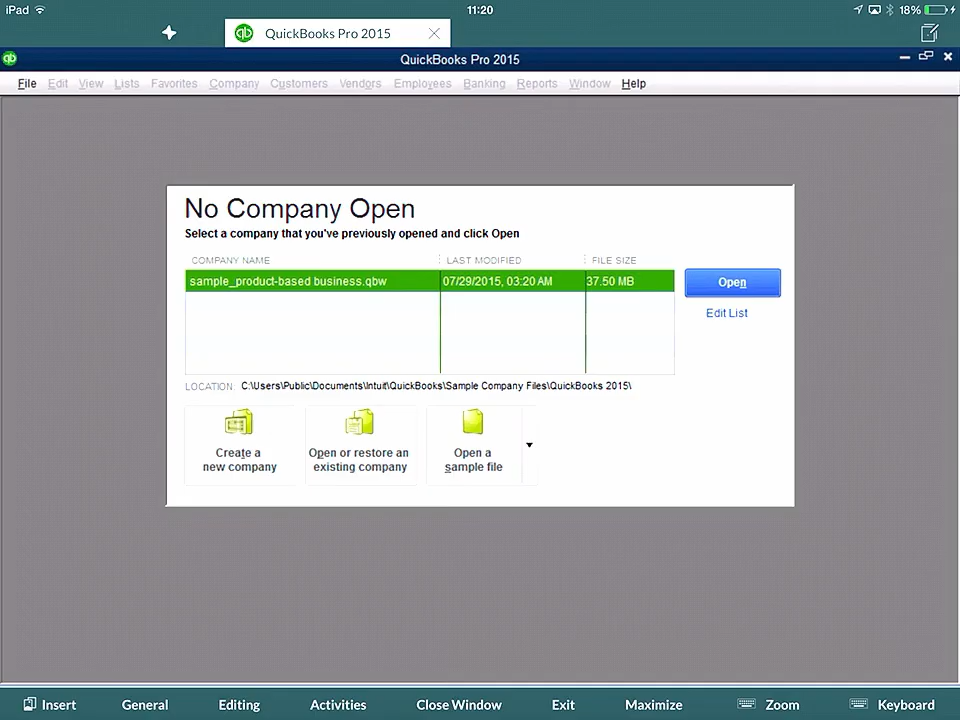 iPad 11:20 18%
QuickBooks Pro 2015
qb QuickBooks Pro 2015
File Edit View Lists Favorites Company Customers Vendors Employees Banking Reports Window Help
No Company Open
Select a company that you've previously opened and click Open
COMPANY NAME LAST MODIFIED FILE SIZE
sample_product-based business.qbw 07/29/2015, 03:20 AM 37.50 MB
Open
Edit List
LOCATION: C:\Users\Public\Documents\Intuit\QuickBooks\Sample Company Files\QuickBooks 2015\
Create a
new company
Open or restore an
existing company
Open a
sample file
Insert General Editing Activities Close Window Exit Maximize Zoom Keyboard